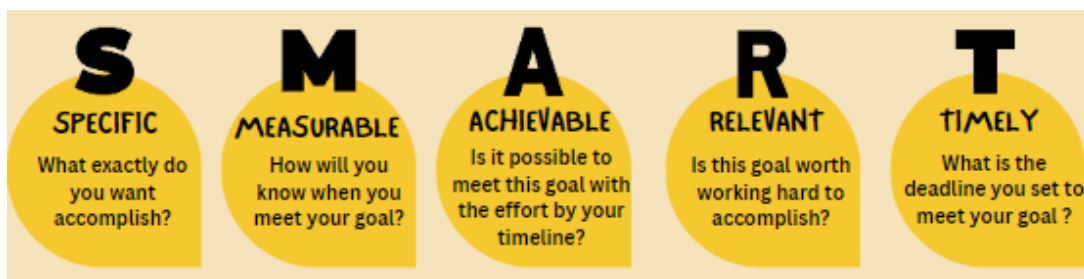 S
SPECIFIC
What exactly do
you want
accomplish?
M
MEASURABLE
How will you
know when you
meet your goal?
A
ACHIEVABLE
Is it possible to
meet this goal with
the effort by your
timeline?
R
RELEVANT
Is this goal worth
working hard to
accomplish?
T
TIMELY
What is the
deadline you set to
meet your goal ?